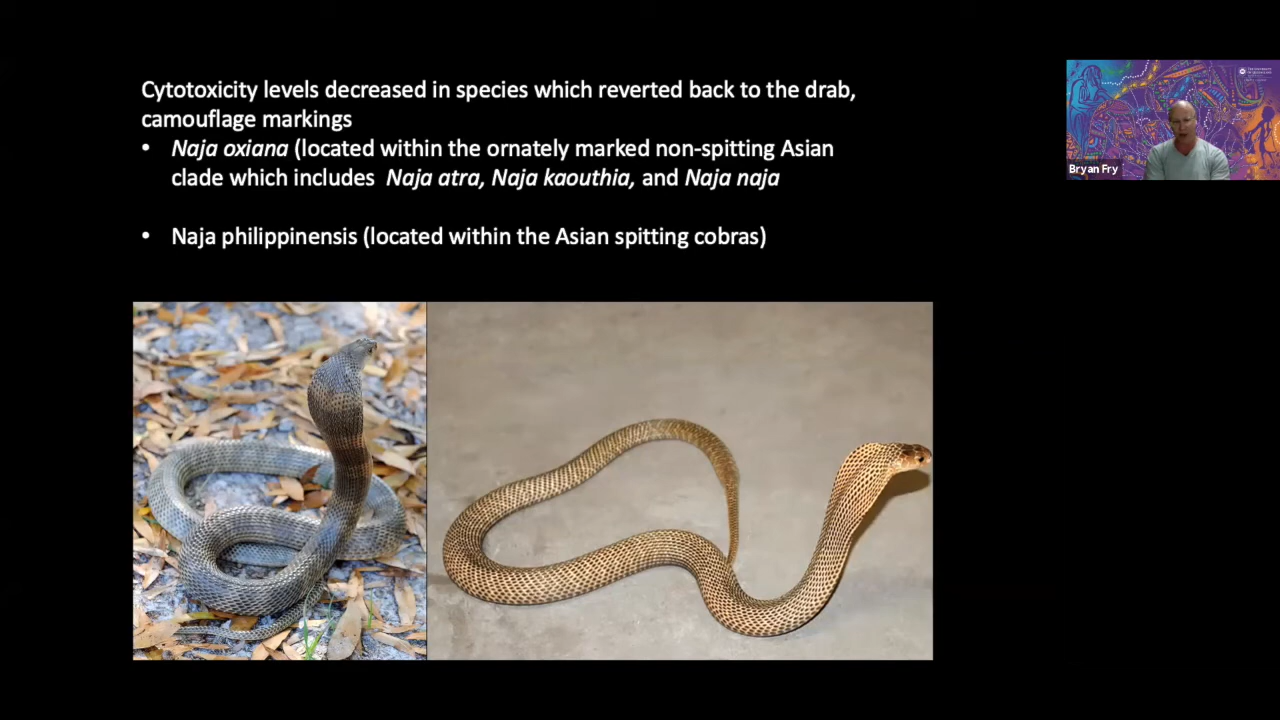 Cytotoxicity levels decreased in species which reverted back to the drab,
camouflage markings
• Naja oxiana (located within the ornately marked non-spitting Asian
clade which includes Naja atra, Naja kaouthia, and Naja naja
• Naja philippinensis (located within the Asian spitting cobras)
Bryan Fry